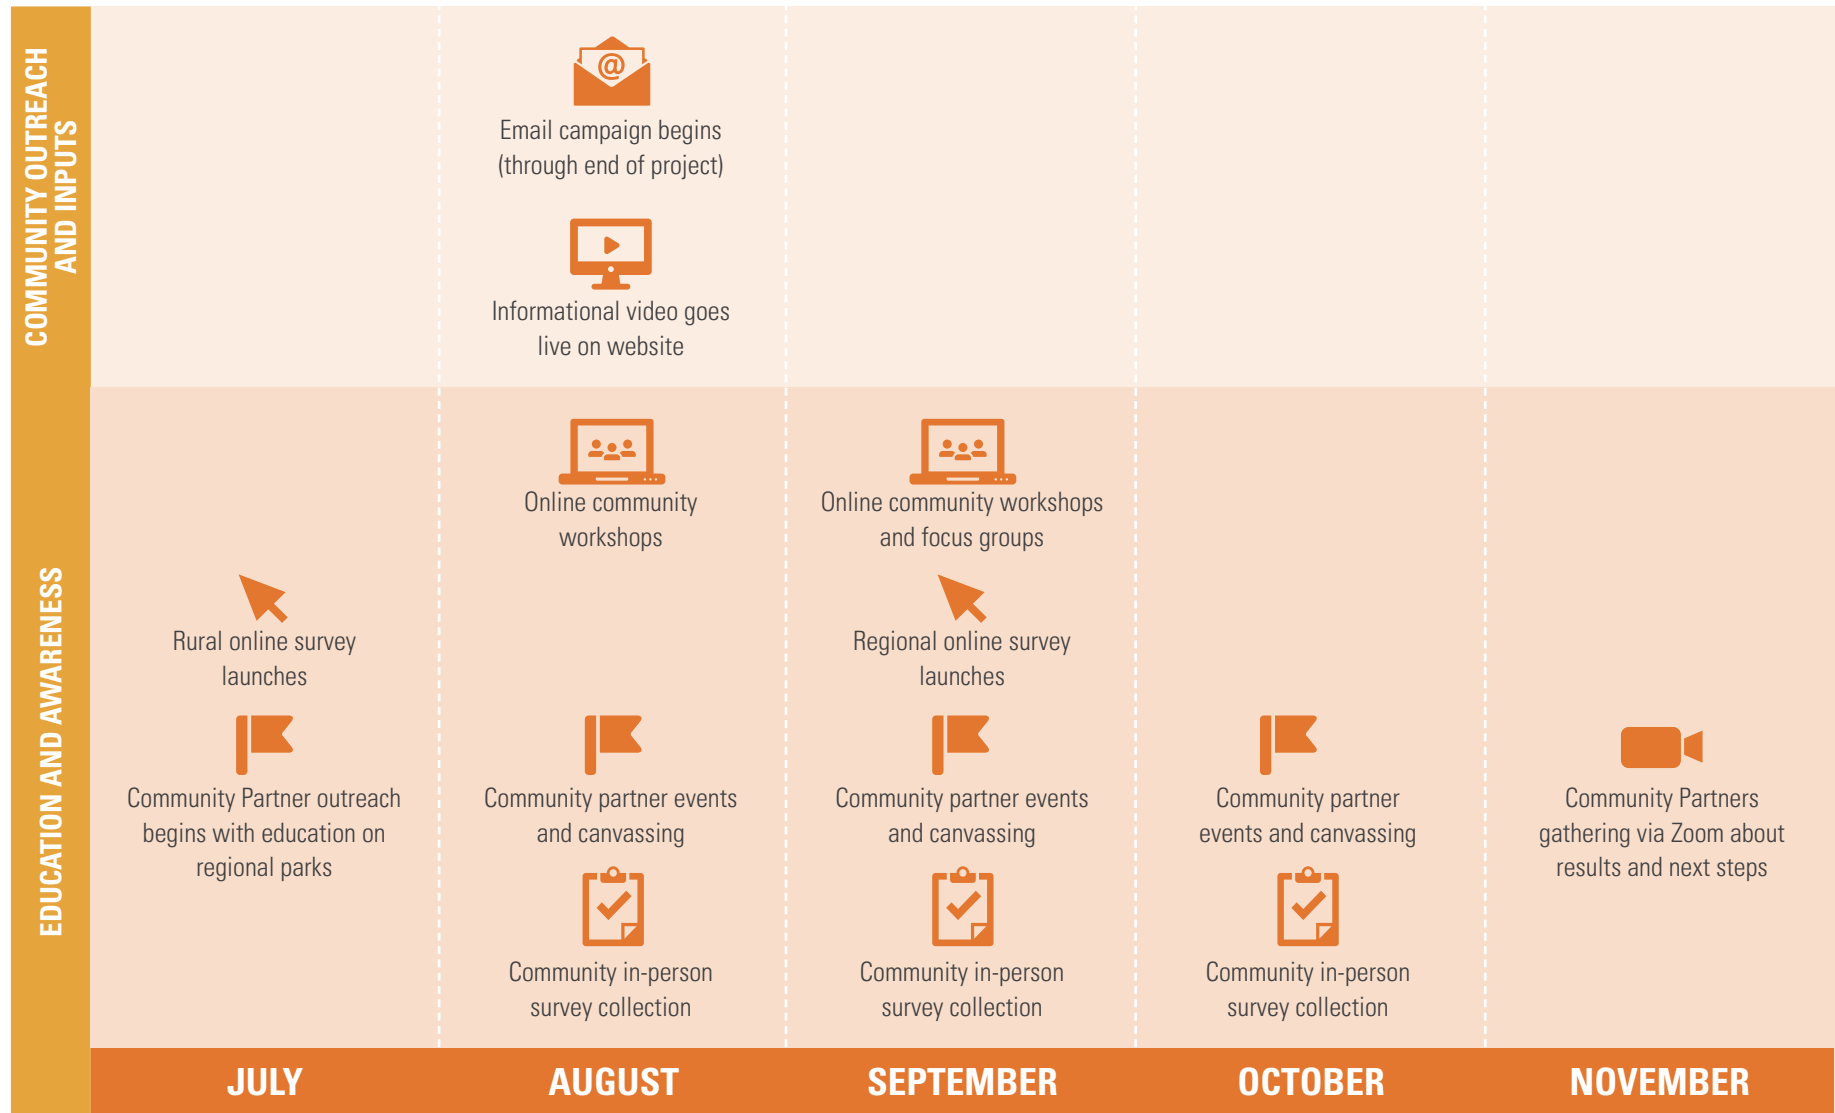 COMMUNITY OUTREACH
AND INPUTS
@
Email campaign begins
(through end of project)
Informational video goes
live on website
EDUCATION AND AWARENESS
Rural online survey
launches
Community Partner outreach
begins with education on
regional parks
Online community
workshops
Community partner events
and canvassing
Community in-person
survey collection
Online community workshops
and focus groups
Regional online survey
launches
Community partner events
and canvassing
Community in-person
survey collection
Community partner
events and canvassing
Community in-person
survey collection
Community Partners
gathering via Zoom about
results and next steps
JULY
AUGUST
SEPTEMBER
OCTOBER
NOVEMBER